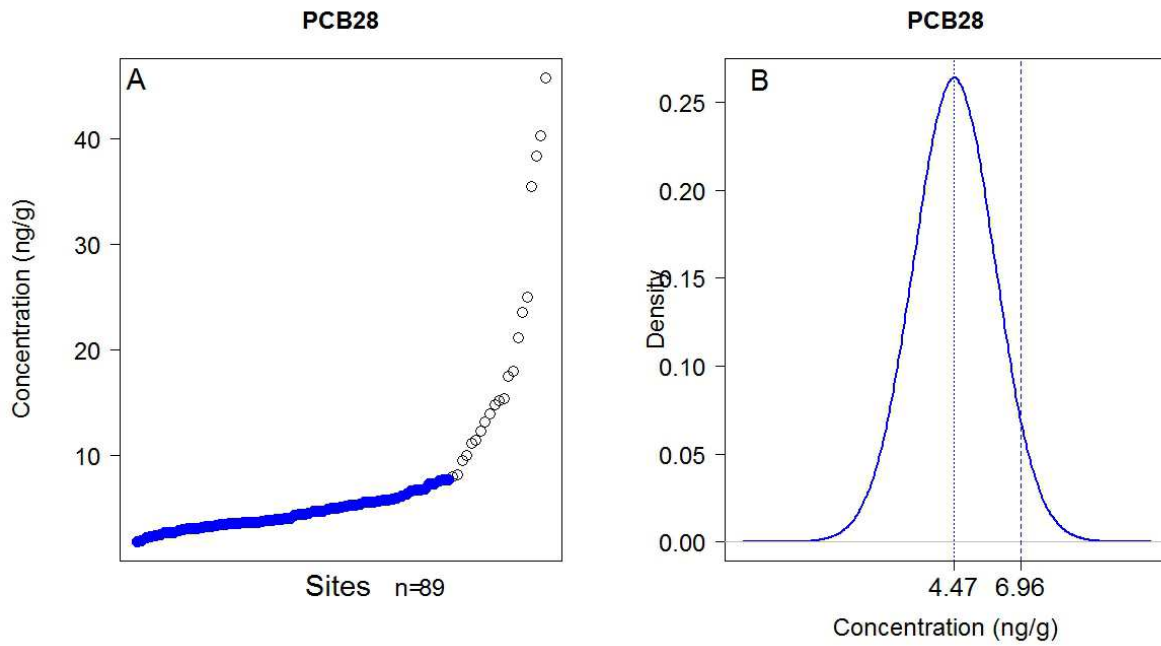 PCB28
A
Concentration (ng/g)
40
30
20
10
Sites n=89
PCB28
B
Density
0.25
0.20
0.15
0.10
0.05
0.00
4.47 6.96
Concentration (ng/g)